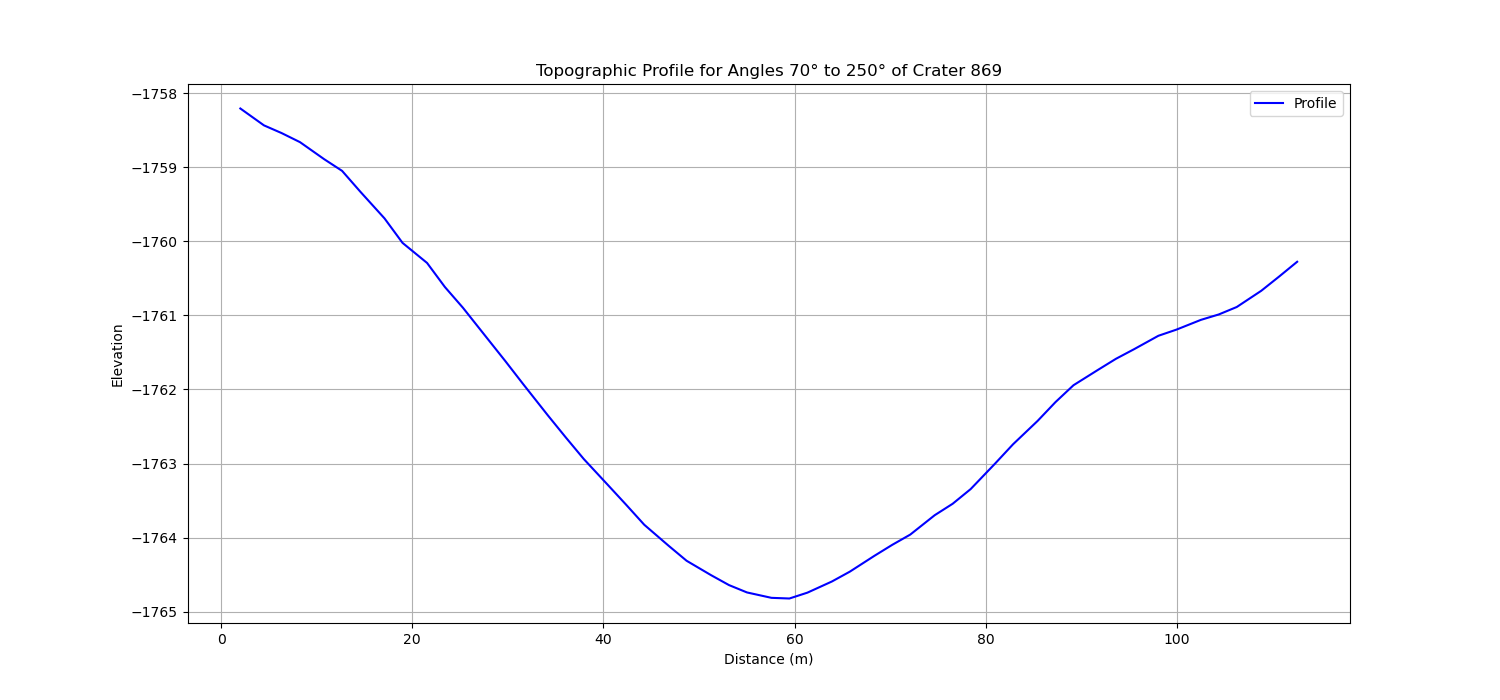 Topographic Profile for Angles 70° to 250° of Crater 869
Profile
−1758
−1759
−1760
−1761
−1762
−1763
−1764
−1765
Elevation
0 20 40 60 80 100
Distance (m)